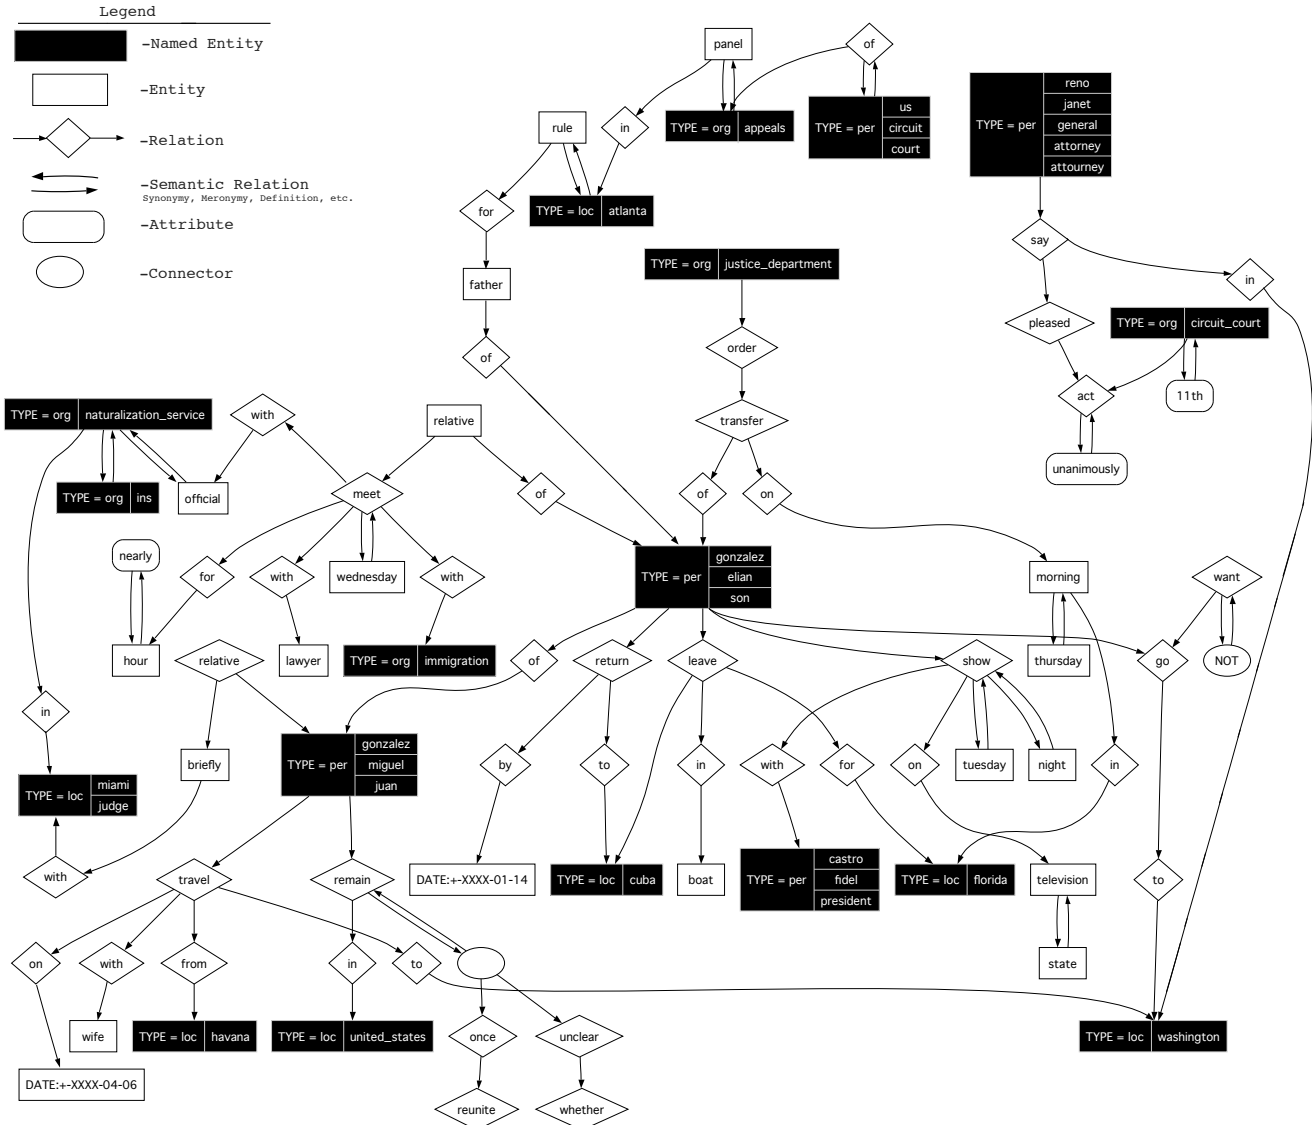 Legend
-Named Entity
-Entity
-Relation
-Semantic Relation
Synonymy, Meronymy, Definition, etc.
-Attribute
-Connector
panel
of
TYPE = org appeals
TYPE = per
us
circuit
court
rule
in
TYPE = loc atlanta
for
father
of
TYPE = per
reno
janet
general
attorney
attourney
say
in
pleased
TYPE = org circuit_court
act
11th
unanimously
TYPE = org justice_department
order
transfer
of
on
TYPE = org naturalization_service
with
relative
TYPE = org ins
official
meet
of
nearly
for
with
wednesday
with
TYPE = per
gonzalez
elian
son
morning
want
hour
relative
lawyer
TYPE = org immigration
of
return
leave
show
thursday
go
NOT
in
TYPE = per
gonzalez
miguel
juan
briefly
by
to
in
with
for
on
tuesday
night
in
TYPE = loc
miami
judge
with
travel
remain
DATE:+-XXXX-01-14
TYPE = loc cuba
boat
TYPE = per
castro
fidel
president
TYPE = loc florida
television
to
on
with
from
in
to
state
wife
TYPE = loc havana
TYPE = loc united_states
once
unclear
TYPE = loc washington
DATE:+-XXXX-04-06
reunite
whether